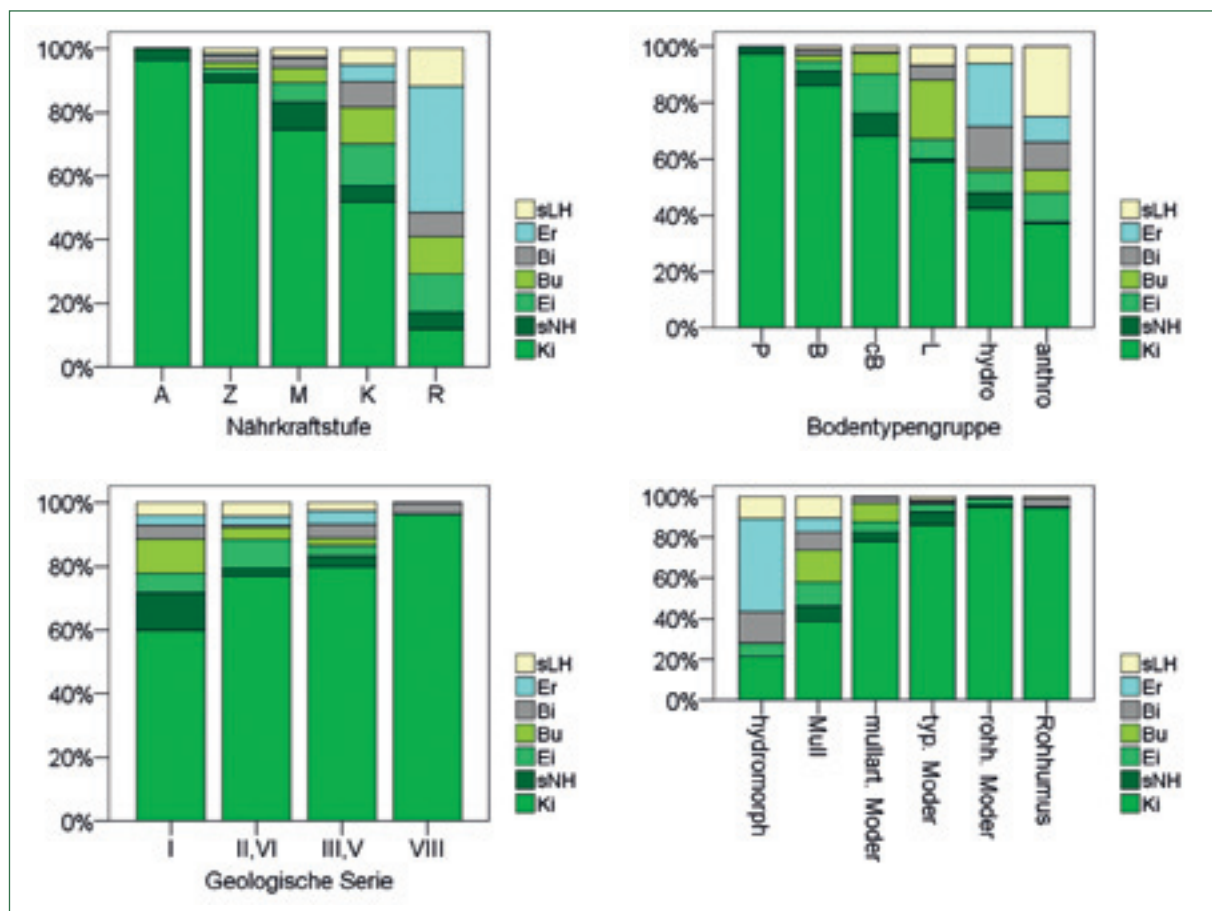 100%
80%
60%
40%
20%
0%
A Z M K R
Nährkraftstufe
sLH
Er
Bi
Bu
Ei
sNH
Ki
100%
80%
60%
40%
20%
0%
P B cB L hydro anthro
Bodentypengruppe
sLH
Er
Bi
Bu
Ei
sNH
Ki
100%
80%
60%
40%
20%
0%
I II,VI III,V VIII
Geologische Serie
sLH
Er
Bi
Bu
Ei
sNH
Ki
100%
80%
60%
40%
20%
0%
hydromorph
Mull
mullart. Moder
typ. Moder
rohh. Moder
Rohhumus
sLH
Er
Bi
Bu
Ei
sNH
Ki